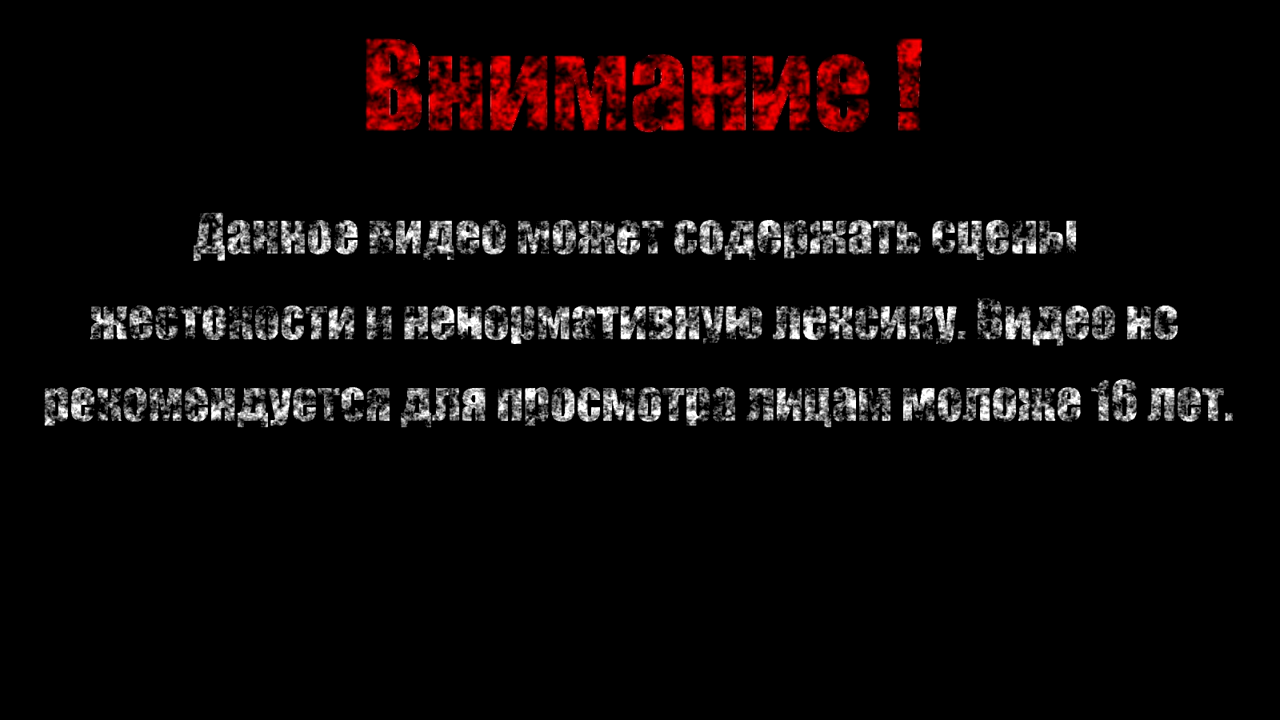 Внимание !
Данное видео может содержать сцены
жестокости и ненормативную лексику. Видео не
рекомендуется для просмотра лицам моложе 16 лет.